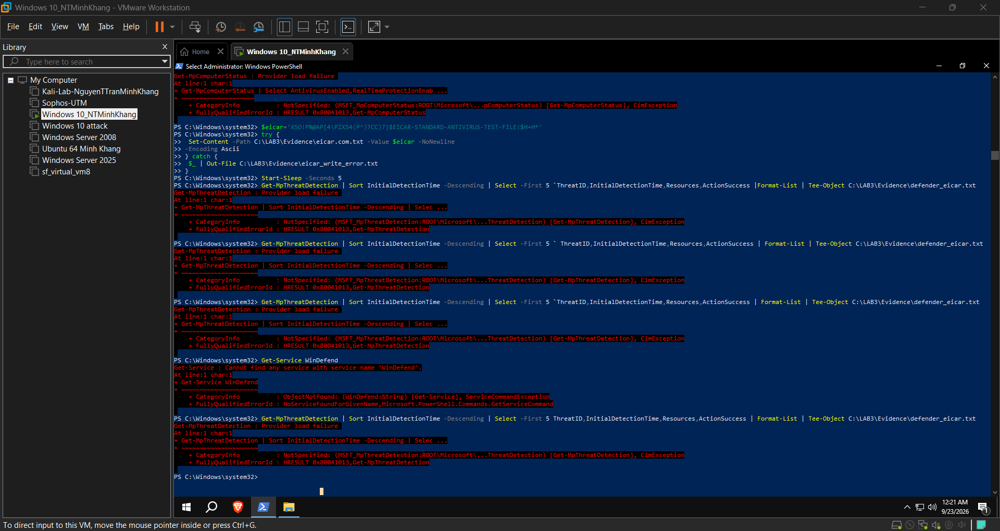 Windows 10_NTMinhKhang - VMware Workstation
File Edit View VM Tabs Help
Library
Type here to search
My Computer
Kali-Lab-NguyenTTranMinhKhang
Sophos-UTM
Windows 10_NTMinhKhang
Windows 10 attack
Windows Server 2008
Ubuntu 64 Minh Khang
Windows Server 2025
sf_virtual_vm8
Home
Windows 10_NTMinhKhang
Select Administrator: Windows PowerShell
Get-MpComputerStatus : Provider load failure
At line:1 char:1
+ Get-MpComputerStatus | Select AntivirusEnabled,RealTimeProtectionEnab ...
+ ~~~~~~~~~~~~~~~~~~~~
    + CategoryInfo          : NotSpecified: (MSFT_MpComputerStatus:ROOT\Microsoft\...pComputerStatus) [Get-MpComputerStatus], CimException
    + FullyQualifiedErrorId : HRESULT 0x80041013,Get-MpComputerStatus
PS C:\Windows\system32> $eicar='X5O!P%@AP[4\PZX54(P^)7CC)7}$EICAR-STANDARD-ANTIVIRUS-TEST-FILE!$H+H*'
PS C:\Windows\system32> try {
>>  Set-Content -Path C:\LAB3\Evidence\eicar.com.txt -Value $eicar -NoNewline
>> -Encoding Ascii
>> } catch {
>>  $_ | Out-File C:\LAB3\Evidence\eicar_write_error.txt
>> }
PS C:\Windows\system32> Start-Sleep -Seconds 5
PS C:\Windows\system32> Get-MpThreatDetection | Sort InitialDetectionTime -Descending | Select -First 5 `ThreatID,InitialDetectionTime,Resources,ActionSuccess |Format-List | Tee-Object C:\LAB3\Evidence\defender_eicar.txt
Get-MpThreatDetection : Provider load failure
At line:1 char:1
+ Get-MpThreatDetection | Sort InitialDetectionTime -Descending | Selec ...
+ ~~~~~~~~~~~~~~~~~~~~~
    + CategoryInfo          : NotSpecified: (MSFT_MpThreatDetection:ROOT\Microsoft\...ThreatDetection) [Get-MpThreatDetection], CimException
    + FullyQualifiedErrorId : HRESULT 0x80041013,Get-MpThreatDetection
PS C:\Windows\system32> Get-MpThreatDetection | Sort InitialDetectionTime -Descending | Select -First 5 ` ThreatID,InitialDetectionTime,Resources,ActionSuccess | Format-List | Tee-Object C:\LAB3\Evidence\defender_eicar.txt
Get-MpThreatDetection : Provider load failure
At line:1 char:1
+ Get-MpThreatDetection | Sort InitialDetectionTime -Descending | Selec ...
+ ~~~~~~~~~~~~~~~~~~~~~
    + CategoryInfo          : NotSpecified: (MSFT_MpThreatDetection:ROOT\Microsoft\...ThreatDetection) [Get-MpThreatDetection], CimException
    + FullyQualifiedErrorId : HRESULT 0x80041013,Get-MpThreatDetection
PS C:\Windows\system32> Get-MpThreatDetection | Sort InitialDetectionTime -Descending | Select -First 5 `ThreatID,InitialDetectionTime,Resources,ActionSuccess | Format-List | Tee-Object C:\LAB3\Evidence\defender_eicar.txt
Get-MpThreatDetection : Provider load failure
At line:1 char:1
+ Get-MpThreatDetection | Sort InitialDetectionTime -Descending | Selec ...
+ ~~~~~~~~~~~~~~~~~~~~~
    + CategoryInfo          : NotSpecified: (MSFT_MpThreatDetection:ROOT\Microsoft\...ThreatDetection) [Get-MpThreatDetection], CimException
    + FullyQualifiedErrorId : HRESULT 0x80041013,Get-MpThreatDetection
PS C:\Windows\system32> Get-Service WinDefend
Get-Service : Cannot find any service with service name 'WinDefend'.
At line:1 char:1
+ Get-Service WinDefend
+ ~~~~~~~~~~~~~~~~~~~~~
    + CategoryInfo          : ObjectNotFound: (WinDefend:String) [Get-Service], ServiceCommandException
    + FullyQualifiedErrorId : NoServiceFoundForGivenName,Microsoft.PowerShell.Commands.GetServiceCommand
PS C:\Windows\system32> Get-MpThreatDetection | Sort InitialDetectionTime -Descending | Select -First 5 ThreatID,InitialDetectionTime,Resources,ActionSuccess | Format-List | Tee-Object C:\LAB3\Evidence\defender_eicar.txt
Get-MpThreatDetection : Provider load failure
At line:1 char:1
+ Get-MpThreatDetection | Sort InitialDetectionTime -Descending | Selec ...
+ ~~~~~~~~~~~~~~~~~~~~~
    + CategoryInfo          : NotSpecified: (MSFT_MpThreatDetection:ROOT\Microsoft\...ThreatDetection) [Get-MpThreatDetection], CimException
    + FullyQualifiedErrorId : HRESULT 0x80041013,Get-MpThreatDetection
PS C:\Windows\system32>
12:21 AM
9/23/2026
1
To direct input to this VM, move the mouse pointer inside or press Ctrl+G.